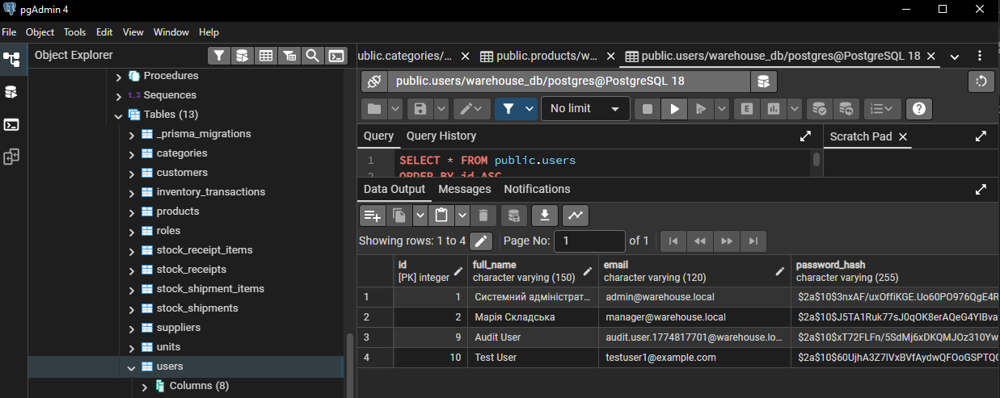 pgAdmin 4
File Object Tools Edit View Window Help
Object Explorer
Procedures
1..3 Sequences
Tables (13)
_prisma_migrations
categories
customers
inventory_transactions
products
roles
stock_receipt_items
stock_receipts
stock_shipment_items
stock_shipments
suppliers
units
users
Columns (8)
ublic.categories/... public.products/w... public.users/warehouse_db/postgres@PostgreSQL 18
public.users/warehouse_db/postgres@PostgreSQL 18
No limit E
Query Query History Scratch Pad
1 SELECT * FROM public.users
2 ORDER BY id ASC
Data Output Messages Notifications
Showing rows: 1 to 4 Page No: 1 of 1
id full_name email password_hash
[PK] integer character varying (150) character varying (120) character varying (255)
1 1 Системний адміністрат... admin@warehouse.local $2a$10$3nxAF/uxOffiKGE.Uo60PO976QgE4R
2 2 Марія Складська manager@warehouse.local $2a$10$J5TA1Ruk77sJ0qOK8erAQeG4YIBva
3 9 Audit User audit.user.1774817701@warehouse.lo... $2a$10$xT72FLFn/5SdMj6xDKQMJOz310Yw
4 10 Test User testuser1@example.com $2a$10$60UjhA3Z7IVxBVfAydwQFOoGSPTQ